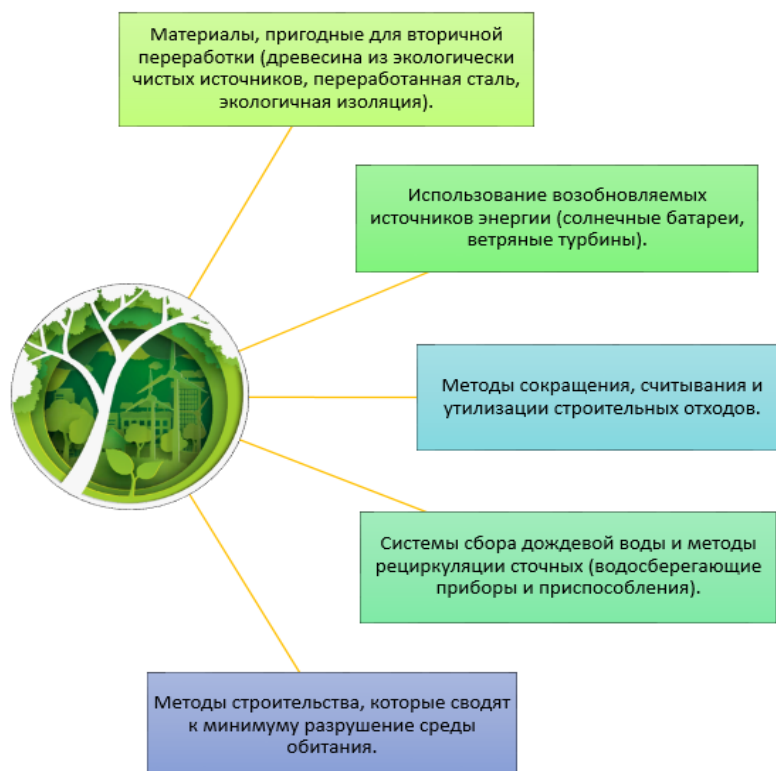 Материалы, пригодные для вторичной
переработки (древесина из экологически
чистых источников, переработанная сталь,
экологичная изоляция).
Использование возобновляемых
источников энергии (солнечные батареи,
ветряные турбины).
Методы сокращения, считывания и
утилизации строительных отходов.
Системы сбора дождевой воды и методы
рециркуляции сточных (водосберегающие
приборы и приспособления).
Методы строительства, которые сводят
к минимуму разрушение среды
обитания.